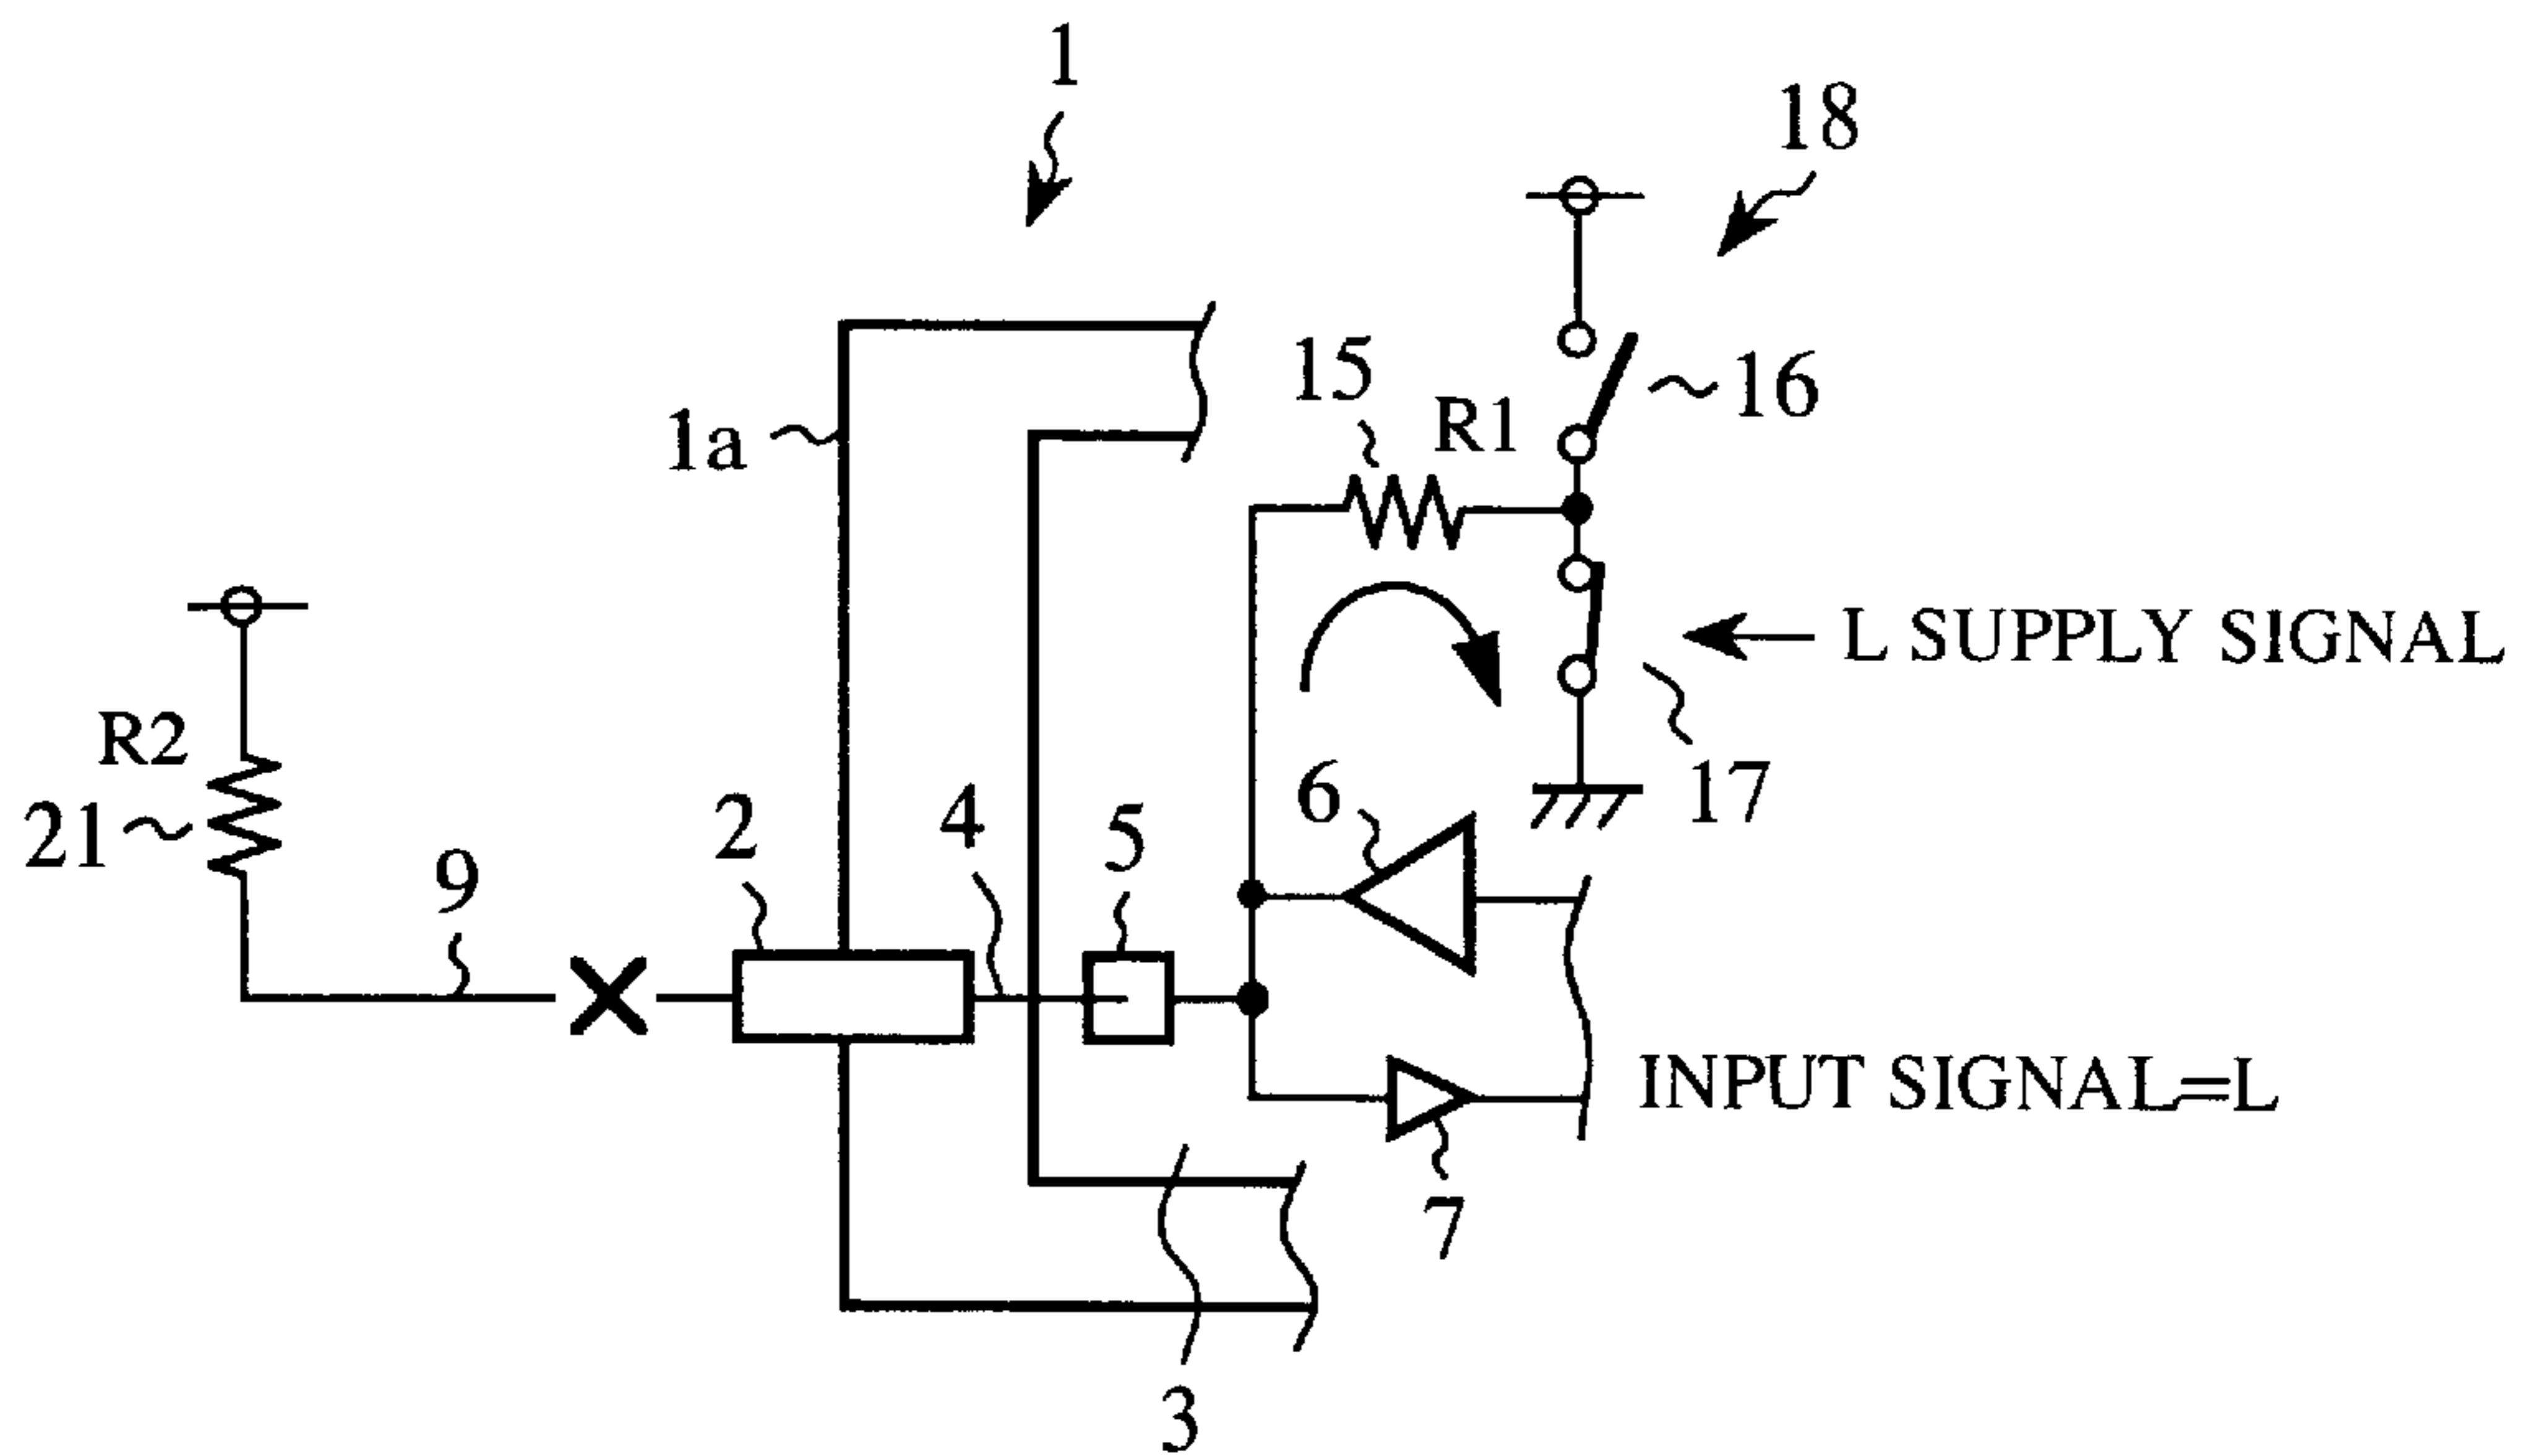 1
18
15
R1
16
1a
L SUPPLY SIGNAL
R2
21
9
2
4
5
6
17
INPUT SIGNAL=L
7
3